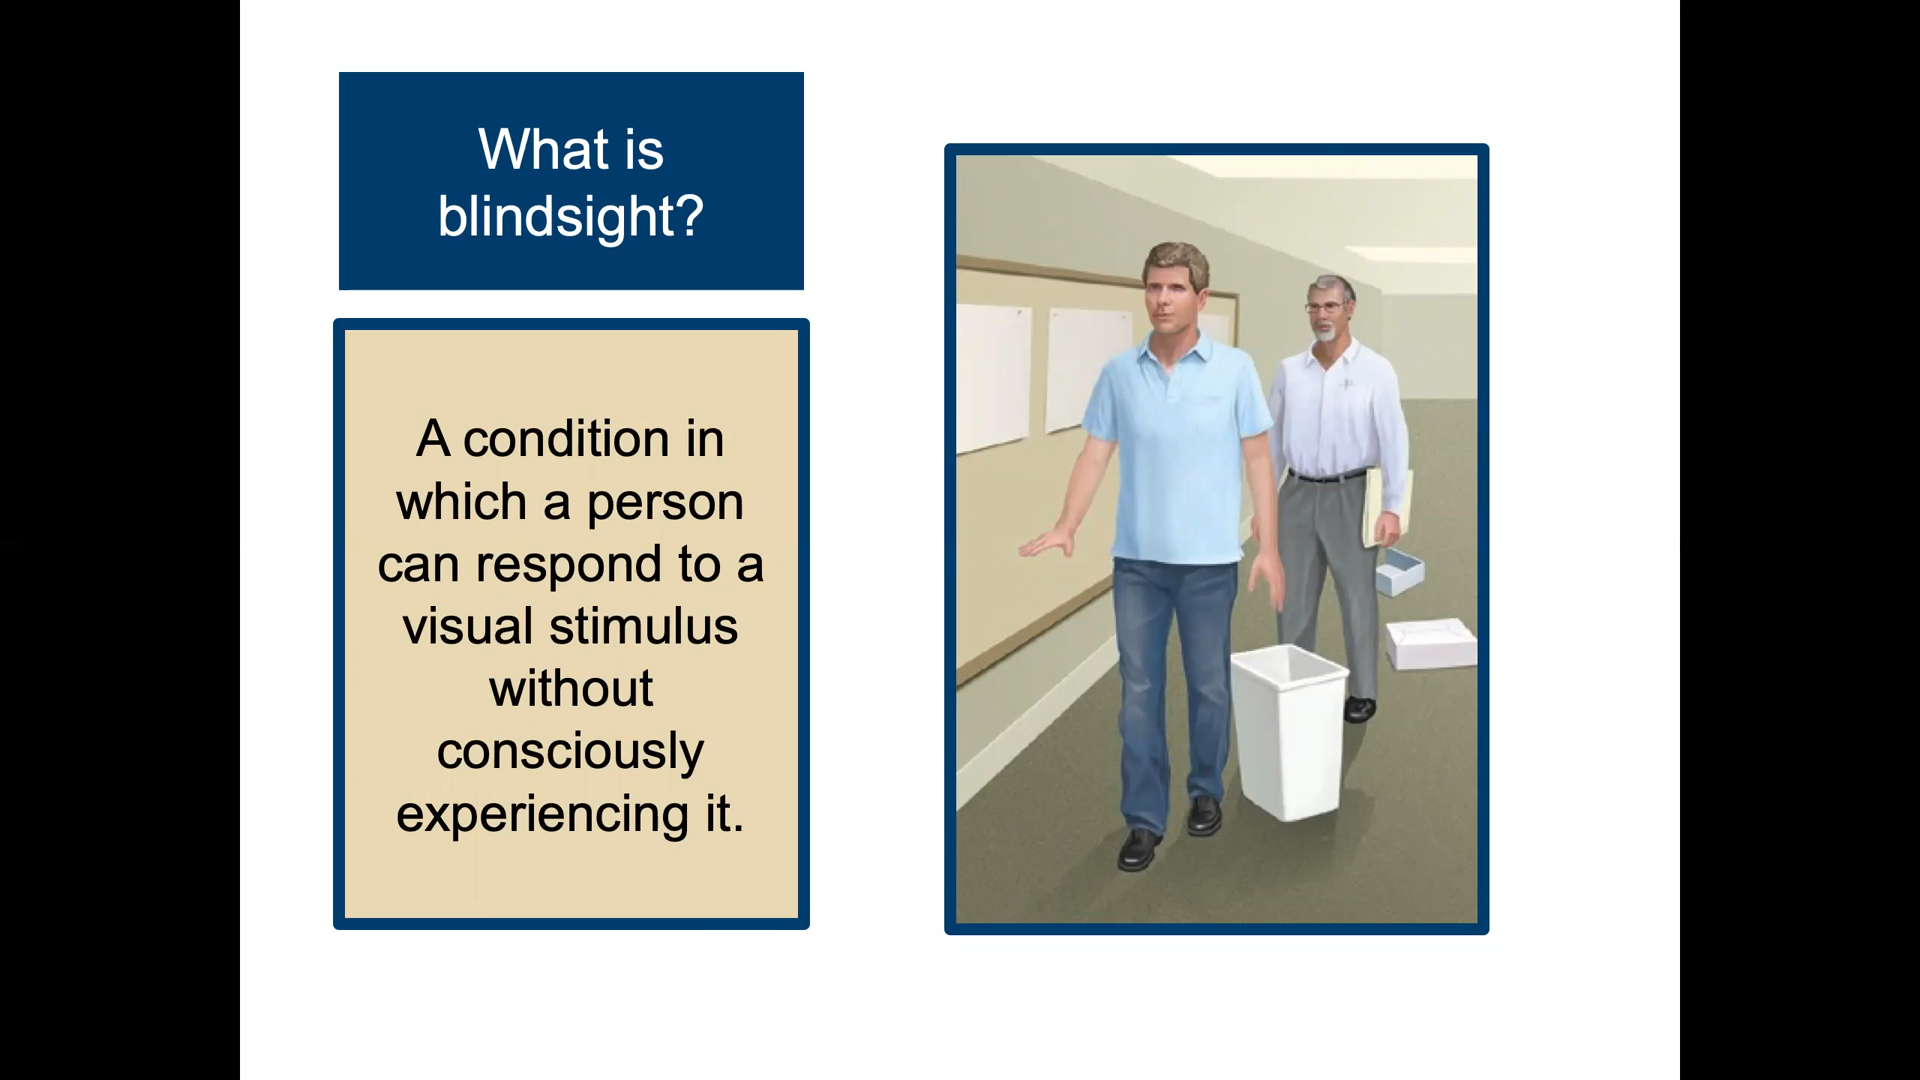 What is
blindsight?
A condition in
which a person
can respond to a
visual stimulus
without
consciously
experiencing it.